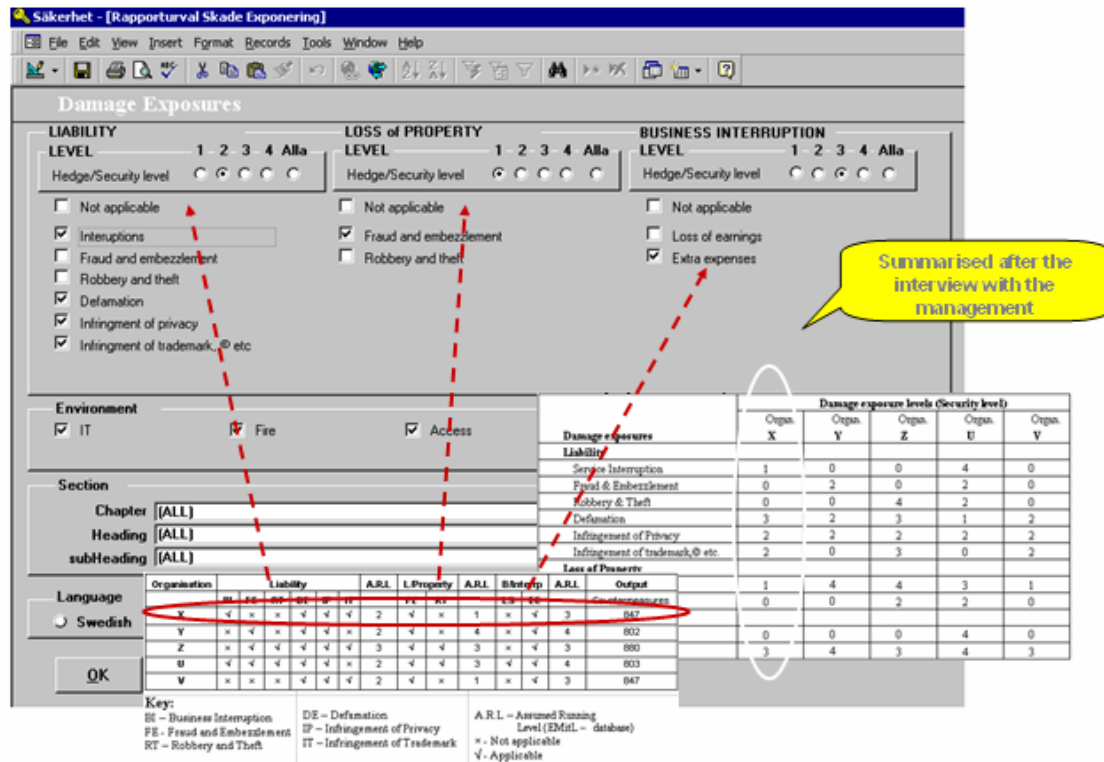 Säkerhet - [Rapporturval Skade Exponering]
File Edit View Insert Format Records Tools Window Help
Damage Exposures
LIABILITY
LEVEL 1 - 2 - 3 - 4 Alla
Hedge/Security level
Not applicable
Interuptions
Fraud and embezzlement
Robbery and theft
Defamation
Infringment of privacy
Infringment of trademark, © etc
LOSS of PROPERTY
LEVEL 1 - 2 - 3 - 4 - Alla
Hedge/Security level
Not applicable
Fraud and embezzlement
Robbery and theft
BUSINESS INTERRUPTION
LEVEL 1 - 2 - 3 - 4 - Alla
Hedge/Security level
Not applicable
Loss of earnings
Extra expenses
Summarised after the
interview with the
management
Environment
IT Fire Access
Section
Chapter (ALL)
Heading (ALL)
subHeading (ALL)
Language
Swedish
OK
Damage exposure levels (Security level)
Organ. Organ. Organ. Organ. Organ.
Damage exposures X Y Z U V
Liability
Service Interruption 1 0 0 4 0
Fraud & Embezzlement 0 2 0 2 0
Robbery & Theft 0 0 4 2 0
Defamation 3 2 3 1 2
Infringement of Privacy 2 2 2 2 2
Infringement of trademark,© etc. 2 0 3 0 2
Loss of Property
1 4 4 3 1
0 0 2 2 0
0 0 0 4 0
3 4 3 4 3
Organisation Liability A.R.L L/Property A.R.L B/Interrp A.R.L Output
BI FE RT DE IP IT FE RT ES EE Countermeasures
X √ × × √ √ √ 2 √ × 1 × √ 3 847
Y × √ × √ √ × 2 √ × 4 × √ 4 802
Z × × √ √ √ √ 3 √ √ 3 × √ 3 880
U √ √ √ √ √ × 2 √ √ 3 √ √ 4 803
V × × × √ √ √ 2 √ × 1 × √ 3 847
Key:
BI – Business Interruption
FE - Fraud and Embezzlement
RT – Robbery and Theft
DE – Defamation
IP – Infringement of Privacy
IT – Infringement of Trademark
A.R.L – Assumed Running
Level (EMitL – database)
× - Not applicable
√ - Applicable